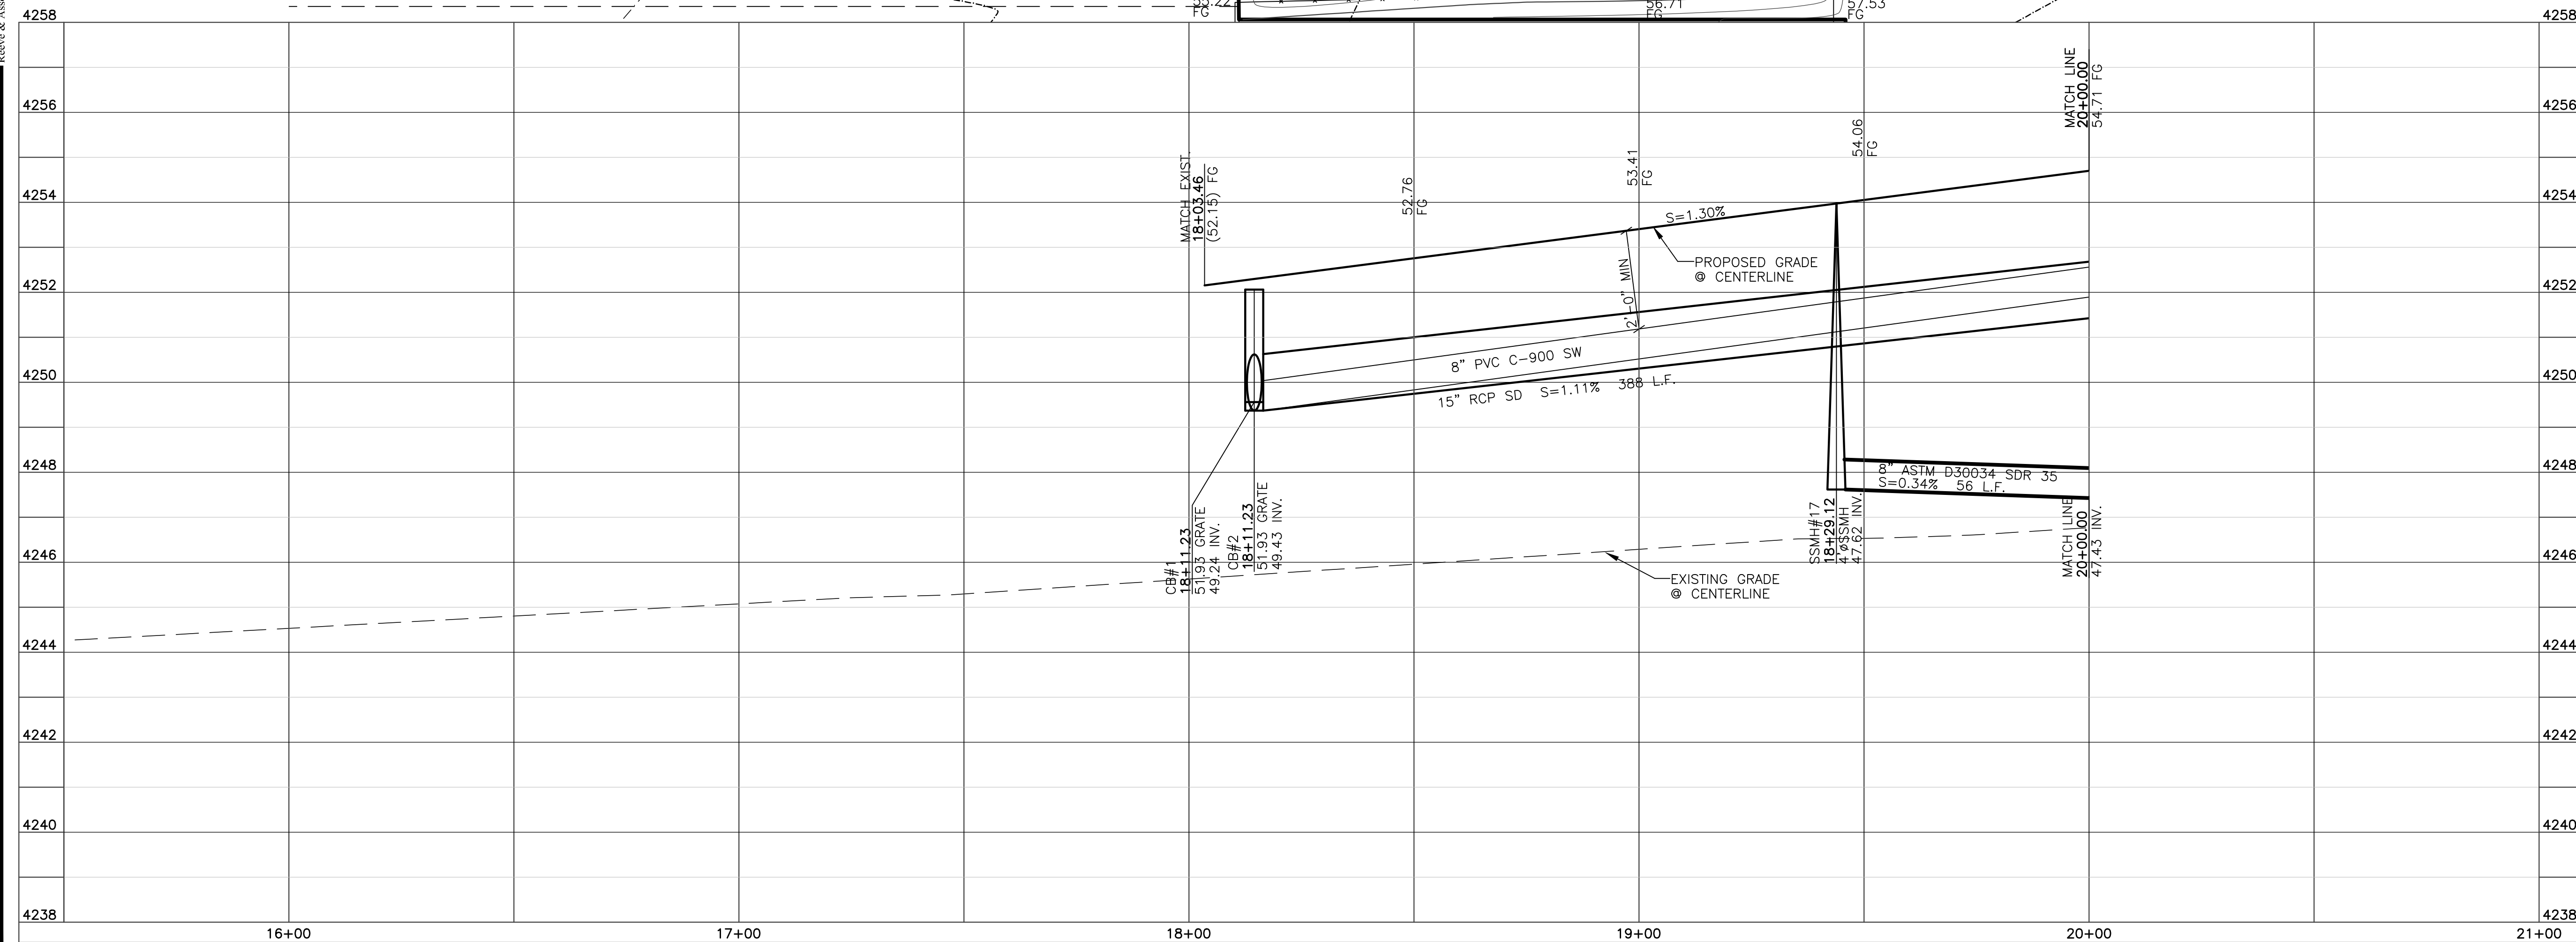 55.22
FG
56.71
FG
57.53
FG
4258
4258
4256
4256
4254
4254
4252
4252
4250
4250
4248
4248
4246
4246
4244
4244
4242
4242
4240
4240
4238
4238
MATCH EXIST.
18+03.46
(52.15) FG
52.76
FG
53.41
FG
54.06
FG
MATCH LINE
20+00.00
54.71 FG
S=1.30%
PROPOSED GRADE
@ CENTERLINE
2'-0" MIN
8" PVC C-900 SW
15" RCP SD S=1.11% 388 L.F.
8" ASTM D30034 SDR 35
S=0.34% 56 L.F.
CB#1
18+11.23
51.93 GRATE
49.24 INV.
CB#2
18+11.23
51.93 GRATE
49.43 INV.
SSMH#17
18+29.12
4'øSSMH
47.62 INV.
MATCH LINE
20+00.00
47.43 INV.
EXISTING GRADE
@ CENTERLINE
16+00
17+00
18+00
19+00
20+00
21+00